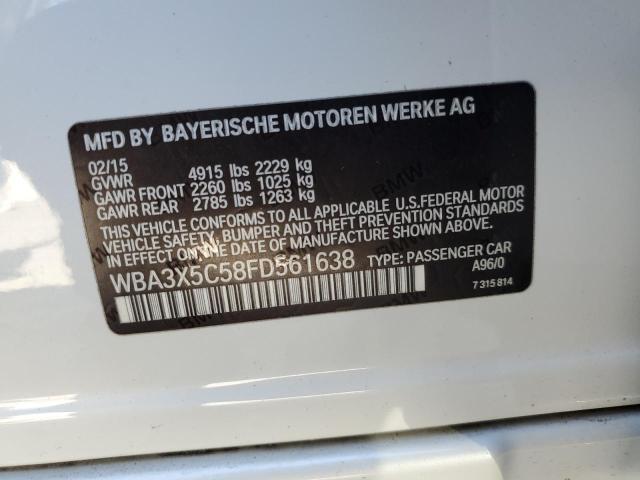 MFD BY BAYERISCHE MOTOREN WERKE AG
02/15
GVWR 4915 lbs 2229 kg
GAWR FRONT 2260 lbs 1025 kg
GAWR REAR 2785 lbs 1263 kg
THIS VEHICLE CONFORMS TO ALL APPLICABLE U.S. FEDERAL MOTOR
VEHICLE SAFETY, BUMPER, AND THEFT PREVENTION STANDARDS
IN EFFECT ON THE DATE OF MANUFACTURE SHOWN ABOVE.
WBA3X5C58FD561638 TYPE: PASSENGER CAR
A96/0
7 315 814